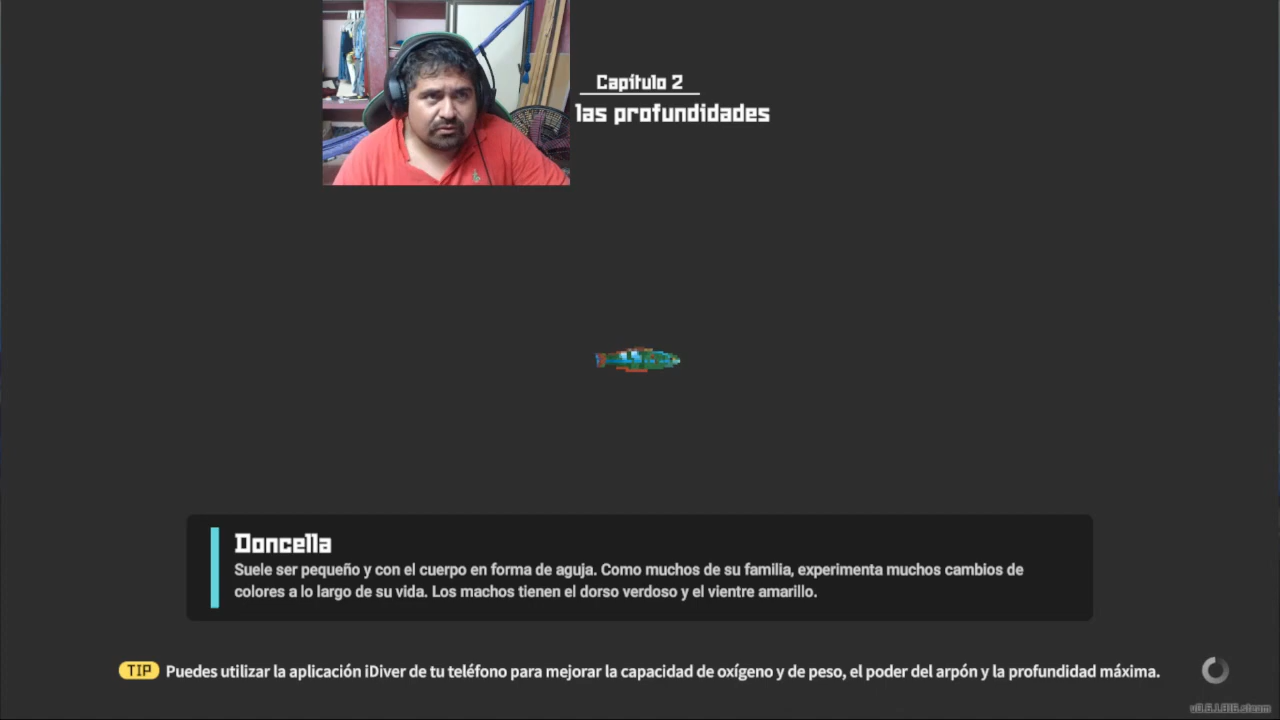 Capítulo 2
las profundidades
Doncella
Suele ser pequeño y con el cuerpo en forma de aguja. Como muchos de su familia, experimenta muchos cambios de
colores a lo largo de su vida. Los machos tienen el dorso verdoso y el vientre amarillo.
TIP Puedes utilizar la aplicación iDiver de tu teléfono para mejorar la capacidad de oxígeno y de peso, el poder del arpón y la profundidad máxima.